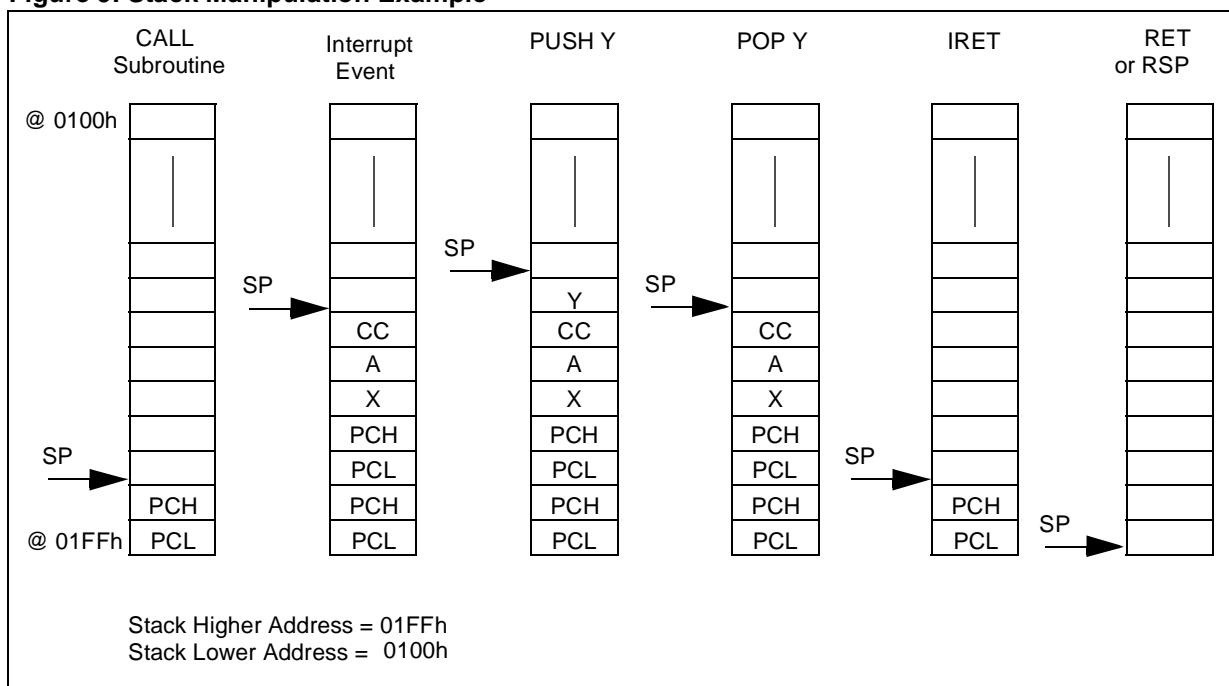 Figure Stack Manipulation Example
CALL
Subroutine
Interrupt
Event
PUSH Y
POP Y
IRET
RET
or RSP
@ 0100h
SP
PCH
@ 01FFh
PCL
SP
CC
A
X
PCH
PCL
PCH
PCL
SP
Y
CC
A
X
PCH
PCL
PCH
PCL
SP
CC
A
X
PCH
PCL
PCH
PCL
SP
PCH
PCL
SP
Stack Higher Address = 01FFh
Stack Lower Address = 0100h